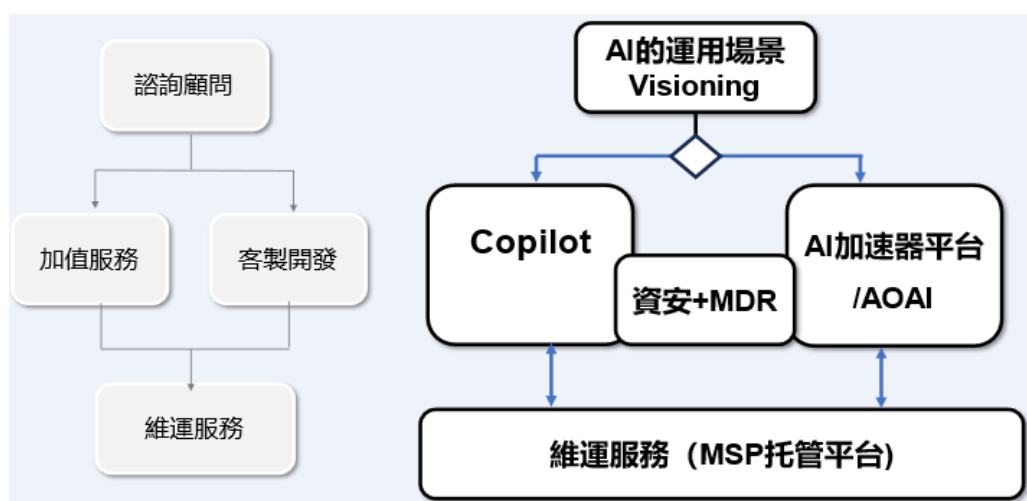 諮詢顧問
加值服務
客製開發
維運服務
AI的運用場景
Visioning
Copilot
資安+MDR
AI加速器平台
/AOAI
維運服務（MSP托管平台)